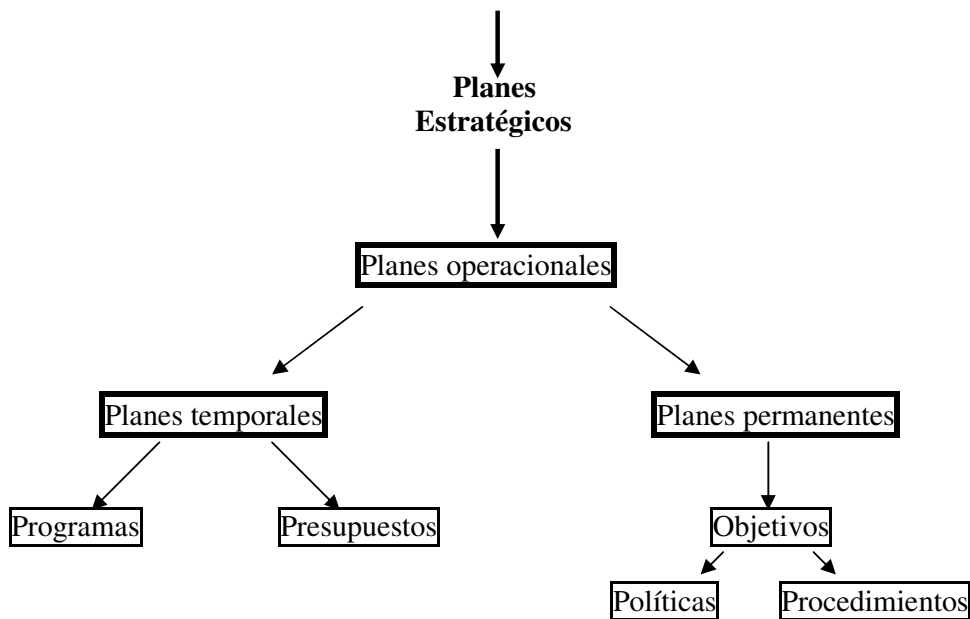 Planes
Estratégicos
Planes operacionales
Planes temporales
Planes permanentes
Programas
Presupuestos
Objetivos
Políticas
Procedimientos